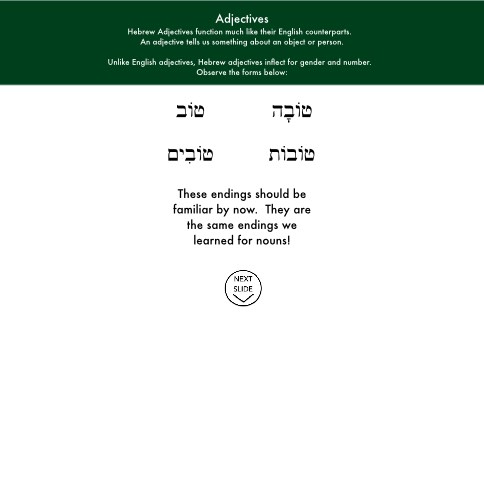 Adjectives
Hebrew Adjectives function much like their English counterparts.
An adjective tells us something about an object or person.
Unlike English adjectives, Hebrew adjectives inflect for gender and number.
Observe the forms below:
טוֹב טוֹבָה
טוֹבִים טוֹבוֹת
These endings should be
familiar by now.  They are
the same endings we
learned for nouns!
NEXT
SLIDE